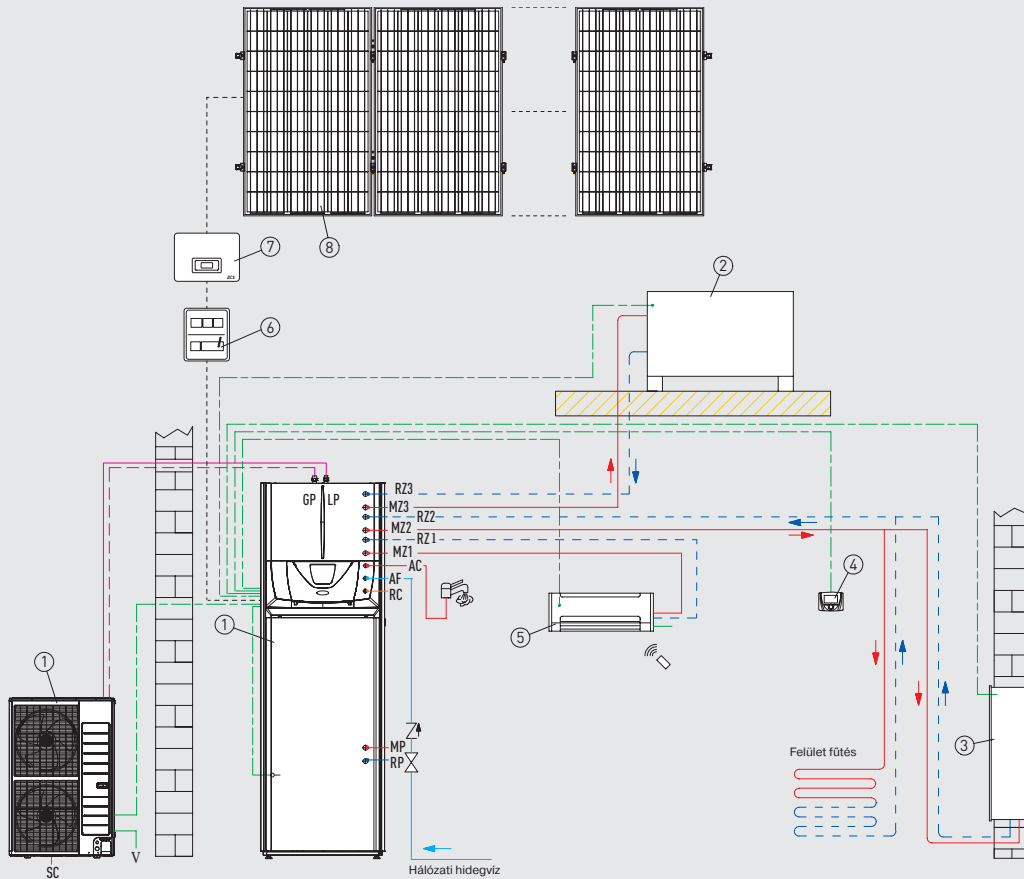 8
7
ZCS
6
2
GP LP
RZ3
MZ3
RZ2
MZ2
RZ1
MZ1
AC
AF
RC
4
5
1
1
3
MP
RP
Felület fűtés
V
SC
Hálózati hidegvíz